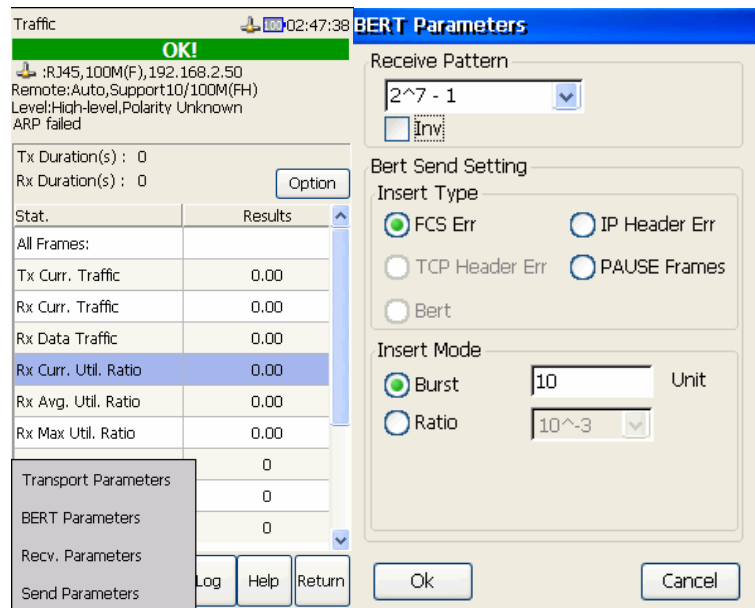 Traffic
100 02:47:38
OK!
:RJ45,100M(F),192.168.2.50
Remote:Auto,Support10/100M(FH)
Level:High-level,Polarity Unknown
ARP failed
Tx Duration(s) : 0
Rx Duration(s) : 0
Option
Stat. Results
All Frames:
Tx Curr. Traffic 0.00
Rx Curr. Traffic 0.00
Rx Data Traffic 0.00
Rx Curr. Util. Ratio 0.00
Rx Avg. Util. Ratio 0.00
Rx Max Util. Ratio 0.00
0
0
0
Transport Parameters
BERT Parameters
Recv. Parameters
Send Parameters
Log Help Return
BERT Parameters
Receive Pattern
2^7 - 1
Inv
Bert Send Setting
Insert Type
FCS Err IP Header Err
TCP Header Err PAUSE Frames
Bert
Insert Mode
Burst 10 Unit
Ratio 10^-3
Ok Cancel